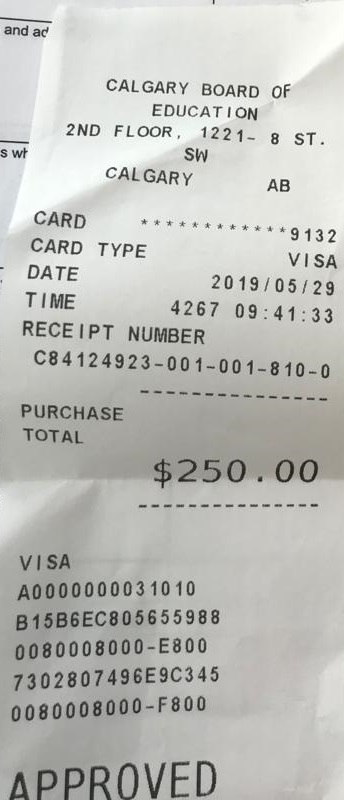 and ad
s wh
CALGARY BOARD OF
EDUCATION
2ND FLOOR, 1221- 8 ST.
SW
CALGARY AB
CARD ************9132
CARD TYPE VISA
DATE 2019/05/29
TIME 4267 09:41:33
RECEIPT NUMBER
C84124923-001-001-810-0
---------------
PURCHASE
TOTAL
$250.00
---------------
VISA
A0000000031010
B15B6EC805655988
0080008000-E800
7302807496E9C345
0080008000-F800
APPROVED